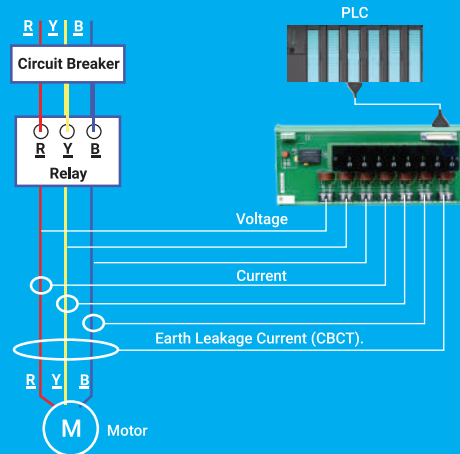 R Y B
PLC
Circuit Breaker
R Y B
Relay
Voltage
Current
Earth Leakage Current (CBCT).
R Y B
M
Motor